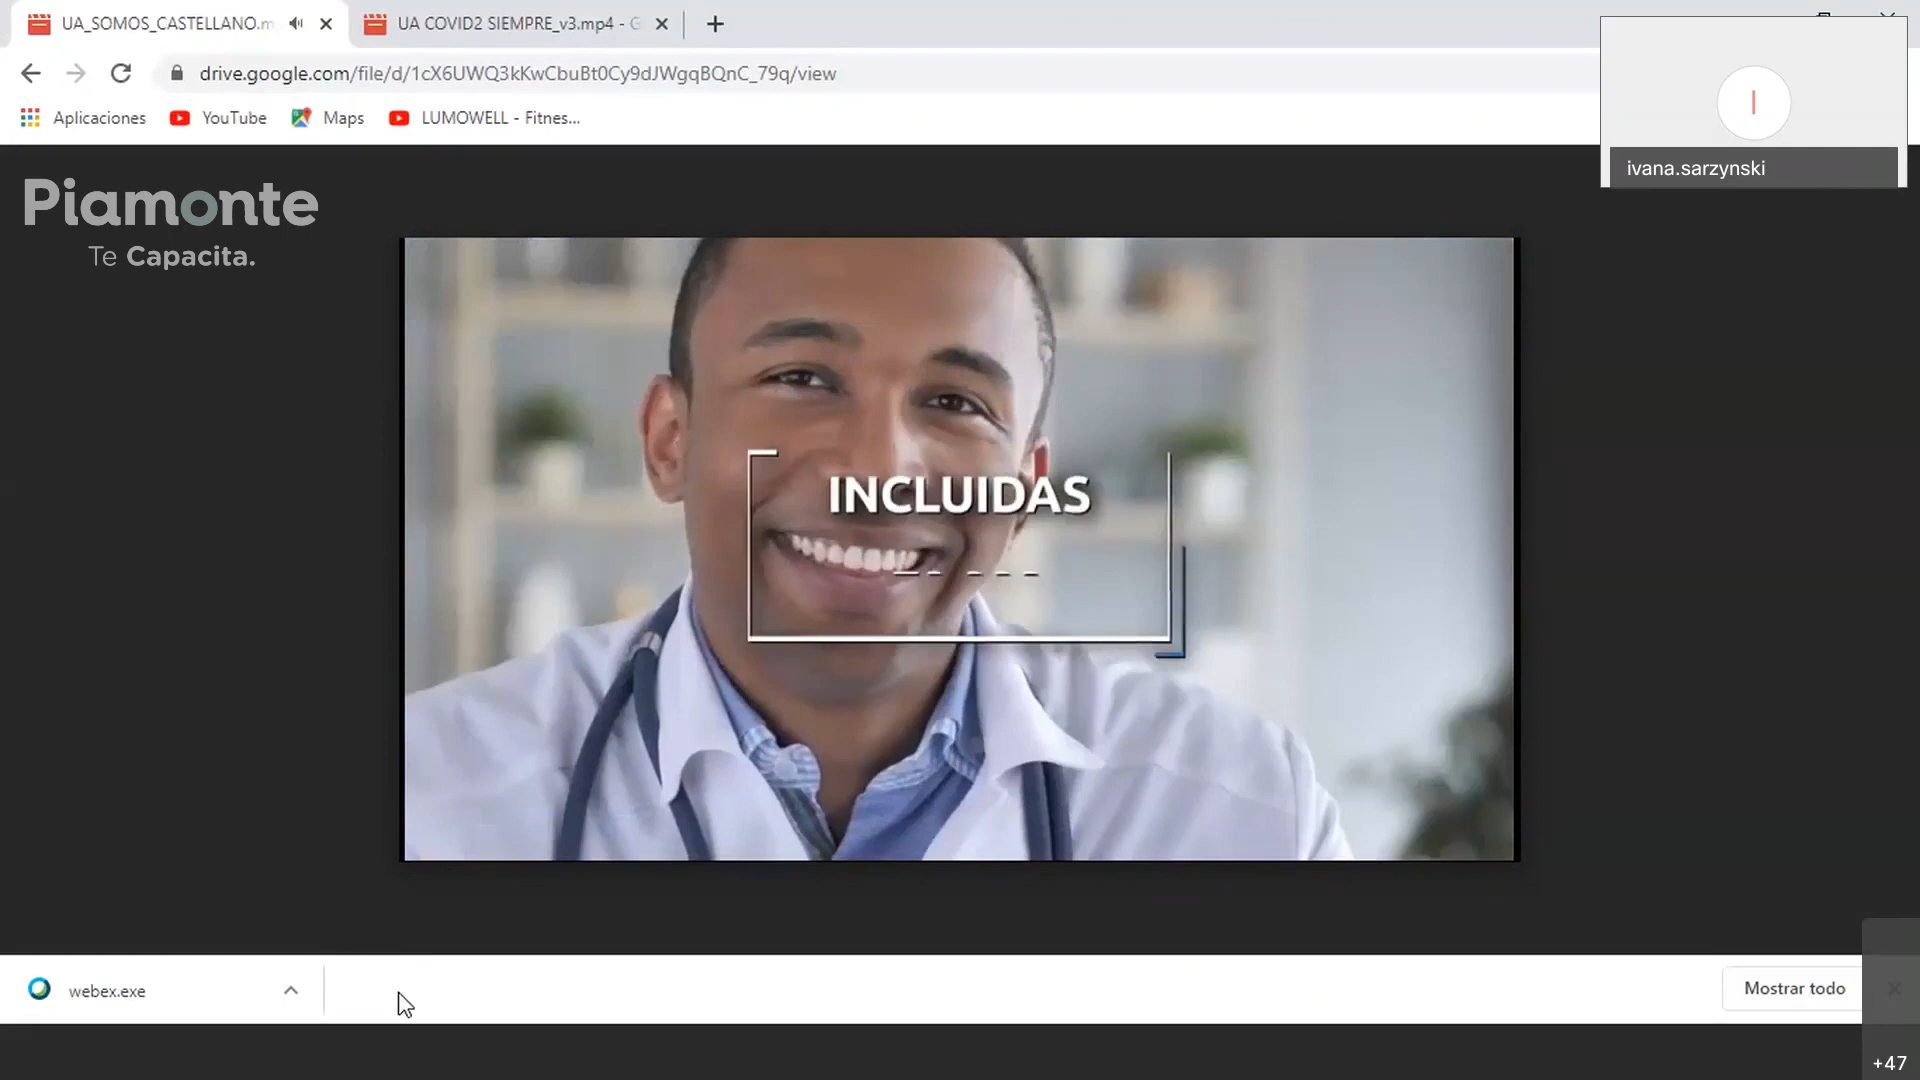 UA_SOMOS_CASTELLANO.m
UA COVID2 SIEMPRE_v3.mp4 - G
drive.google.com/file/d/1cX6UWQ3kKwCbuBt0Cy9dJWgqBQnC_79q/view
Aplicaciones
YouTube
Maps
LUMOWELL - Fitnes...
I
ivana.sarzynski
Piamonte
Te Capacita.
INCLUIDAS
webex.exe
Mostrar todo
+47